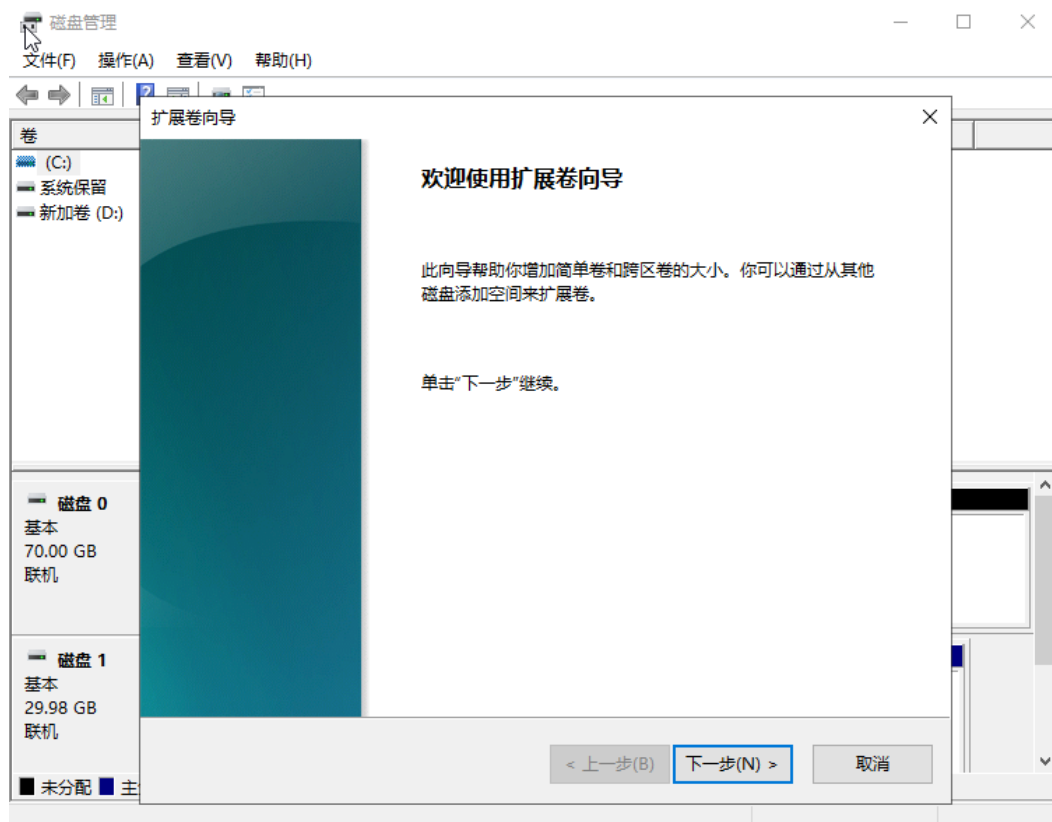 磁盘管理
文件(F) 操作(A) 查看(V) 帮助(H)
扩展卷向导
卷
(C:)
系统保留
新加卷 (D:)
欢迎使用扩展卷向导
此向导帮助你增加简单卷和跨区卷的大小。你可以通过从其他
磁盘添加空间来扩展卷。
单击“下一步”继续。
磁盘 0
基本
70.00 GB
联机
磁盘 1
基本
29.98 GB
联机
< 上一步(B) 下一步(N) > 取消
未分配 主